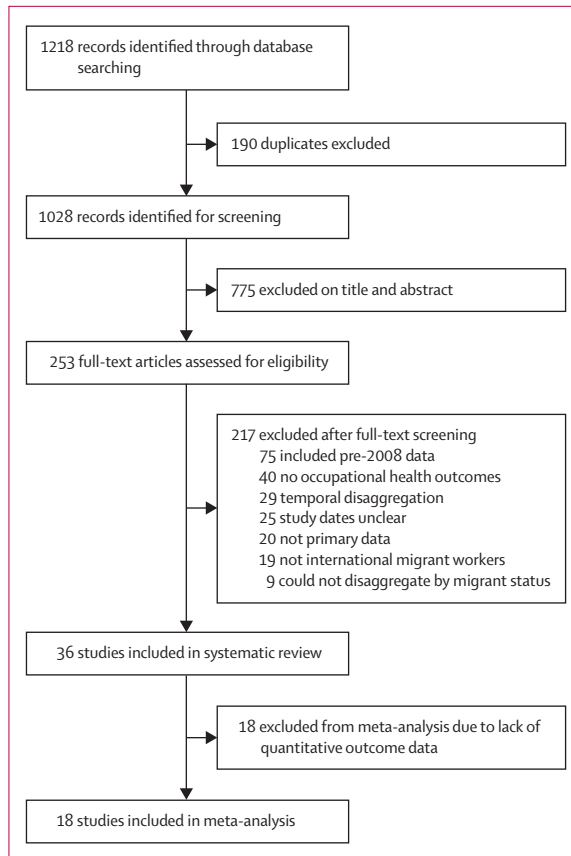 1218 records identified through database
searching
190 duplicates excluded
1028 records identified for screening
775 excluded on title and abstract
253 full-text articles assessed for eligibility
217 excluded after full-text screening
75 included pre-2008 data
40 no occupational health outcomes
29 temporal disaggregation
25 study dates unclear
20 not primary data
19 not international migrant workers
9 could not disaggregate by migrant status
36 studies included in systematic review
18 excluded from meta-analysis due to lack of
quantitative outcome data
18 studies included in meta-analysis